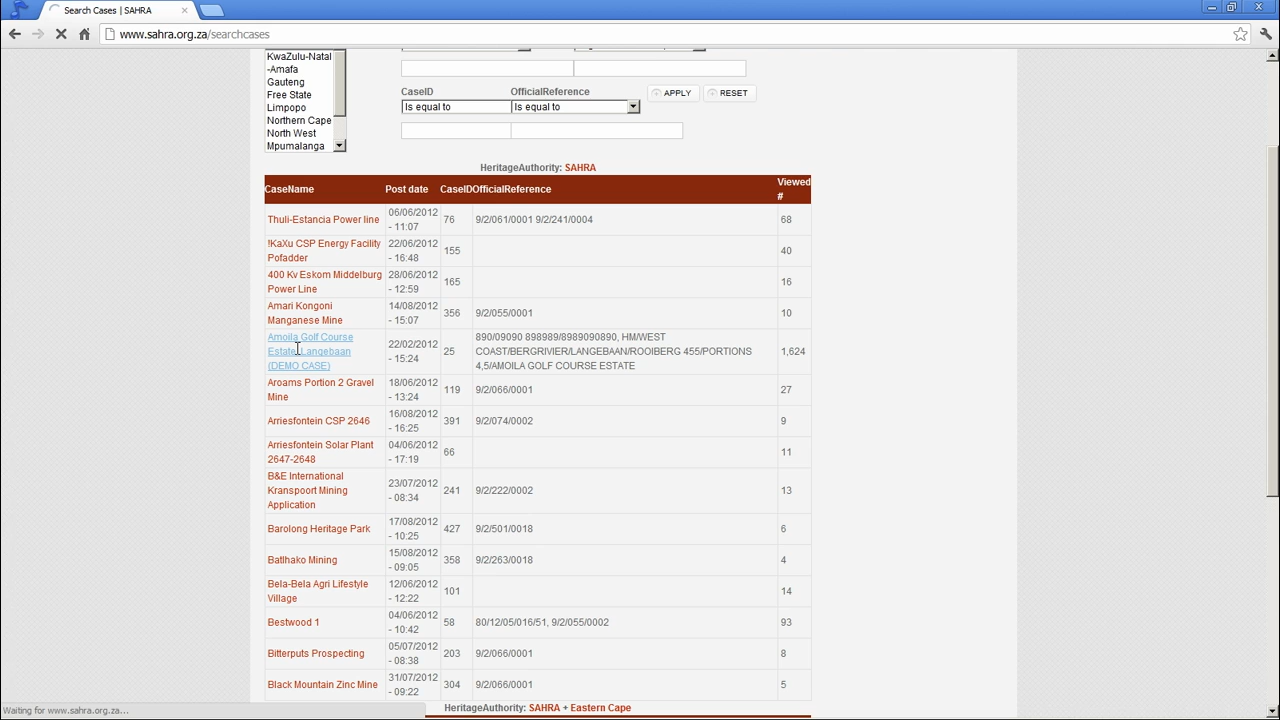 Search Cases | SAHRA
www.sahra.org.za/searchcases
KwaZulu-Natal
-Amafa
Gauteng
Free State
Limpopo
Northern Cape
North West
Mpumalanga
CaseID OfficialReference
Is equal to Is equal to
APPLY RESET
HeritageAuthority: SAHRA
CaseName Post date CaseID OfficialReference Viewed
#
Thuli-Estancia Power line 06/06/2012
- 11:07 76 9/2/061/0001 9/2/241/0004 68
!KaXu CSP Energy Facility
Pofadder 22/06/2012
- 16:48 155 40
400 Kv Eskom Middelburg
Power Line 28/06/2012
- 12:59 165 16
Amari Kongoni
Manganese Mine 14/08/2012
- 15:07 356 9/2/055/0001 10
Amoila Golf Course
Estate, Langebaan
(DEMO CASE) 22/02/2012
- 15:24 25 890/09090 898989/8989090890, HM/WEST
COAST/BERGRIVIER/LANGEBAAN/ROOIBERG 455/PORTIONS
4,5/AMOILA GOLF COURSE ESTATE 1,624
Aroams Portion 2 Gravel
Mine 18/06/2012
- 13:24 119 9/2/066/0001 27
Arriesfontein CSP 2646 16/08/2012
- 16:25 391 9/2/074/0002 9
Arriesfontein Solar Plant
2647-2648 04/06/2012
- 17:19 66 11
B&E International
Kranspoort Mining
Application 23/07/2012
- 08:34 241 9/2/222/0002 13
Barolong Heritage Park 17/08/2012
- 10:25 427 9/2/501/0018 6
Batlhako Mining 15/08/2012
- 09:05 358 9/2/263/0018 4
Bela-Bela Agri Lifestyle
Village 12/06/2012
- 12:22 101 14
Bestwood 1 04/06/2012
- 10:42 58 80/12/05/016/51, 9/2/055/0002 93
Bitterputs Prospecting 05/07/2012
- 08:38 203 9/2/066/0001 8
Black Mountain Zinc Mine 31/07/2012
- 09:22 304 9/2/066/0001 5
HeritageAuthority: SAHRA + Eastern Cape
Waiting for www.sahra.org.za...